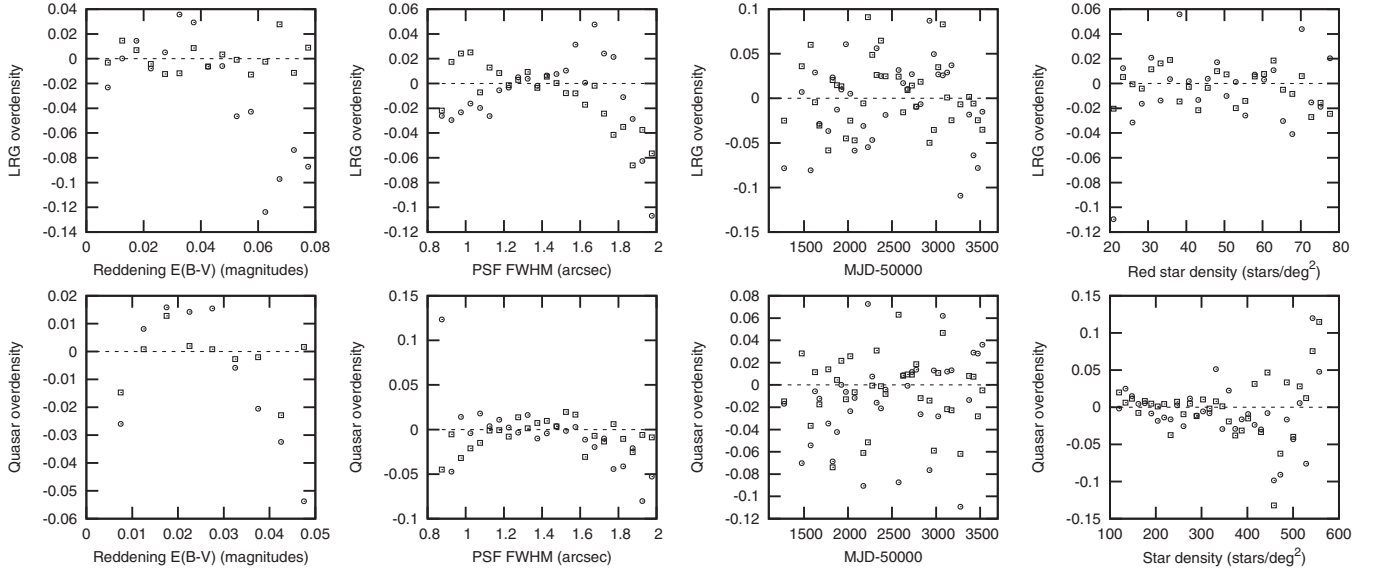 0.04
0.02
0
-0.02
-0.04
-0.06
-0.08
-0.1
-0.12
-0.14
LRG overdensity
0 0.02 0.04 0.06 0.08
Reddening E(B-V) (magnitudes)
0.06
0.04
0.02
0
-0.02
-0.04
-0.06
-0.08
-0.1
-0.12
LRG overdensity
0.8 1 1.2 1.4 1.6 1.8 2
PSF FWHM (arcsec)
0.1
0.05
0
-0.05
-0.1
-0.15
LRG overdensity
1500 2000 2500 3000 3500
MJD-50000
0.06
0.04
0.02
0
-0.02
-0.04
-0.06
-0.08
-0.1
-0.12
LRG overdensity
20 30 40 50 60 70 80
Red star density (stars/deg²)
0.02
0.01
0
-0.01
-0.02
-0.03
-0.04
-0.05
-0.06
Quasar overdensity
0 0.01 0.02 0.03 0.04 0.05
Reddening E(B-V) (magnitudes)
0.15
0.1
0.05
0
-0.05
-0.1
Quasar overdensity
0.8 1 1.2 1.4 1.6 1.8 2
PSF FWHM (arcsec)
0.08
0.06
0.04
0.02
0
-0.02
-0.04
-0.06
-0.08
-0.1
-0.12
Quasar overdensity
1500 2000 2500 3000 3500
MJD-50000
0.15
0.1
0.05
0
-0.05
-0.1
-0.15
Quasar overdensity
100 200 300 400 500 600
Star density (stars/deg²)